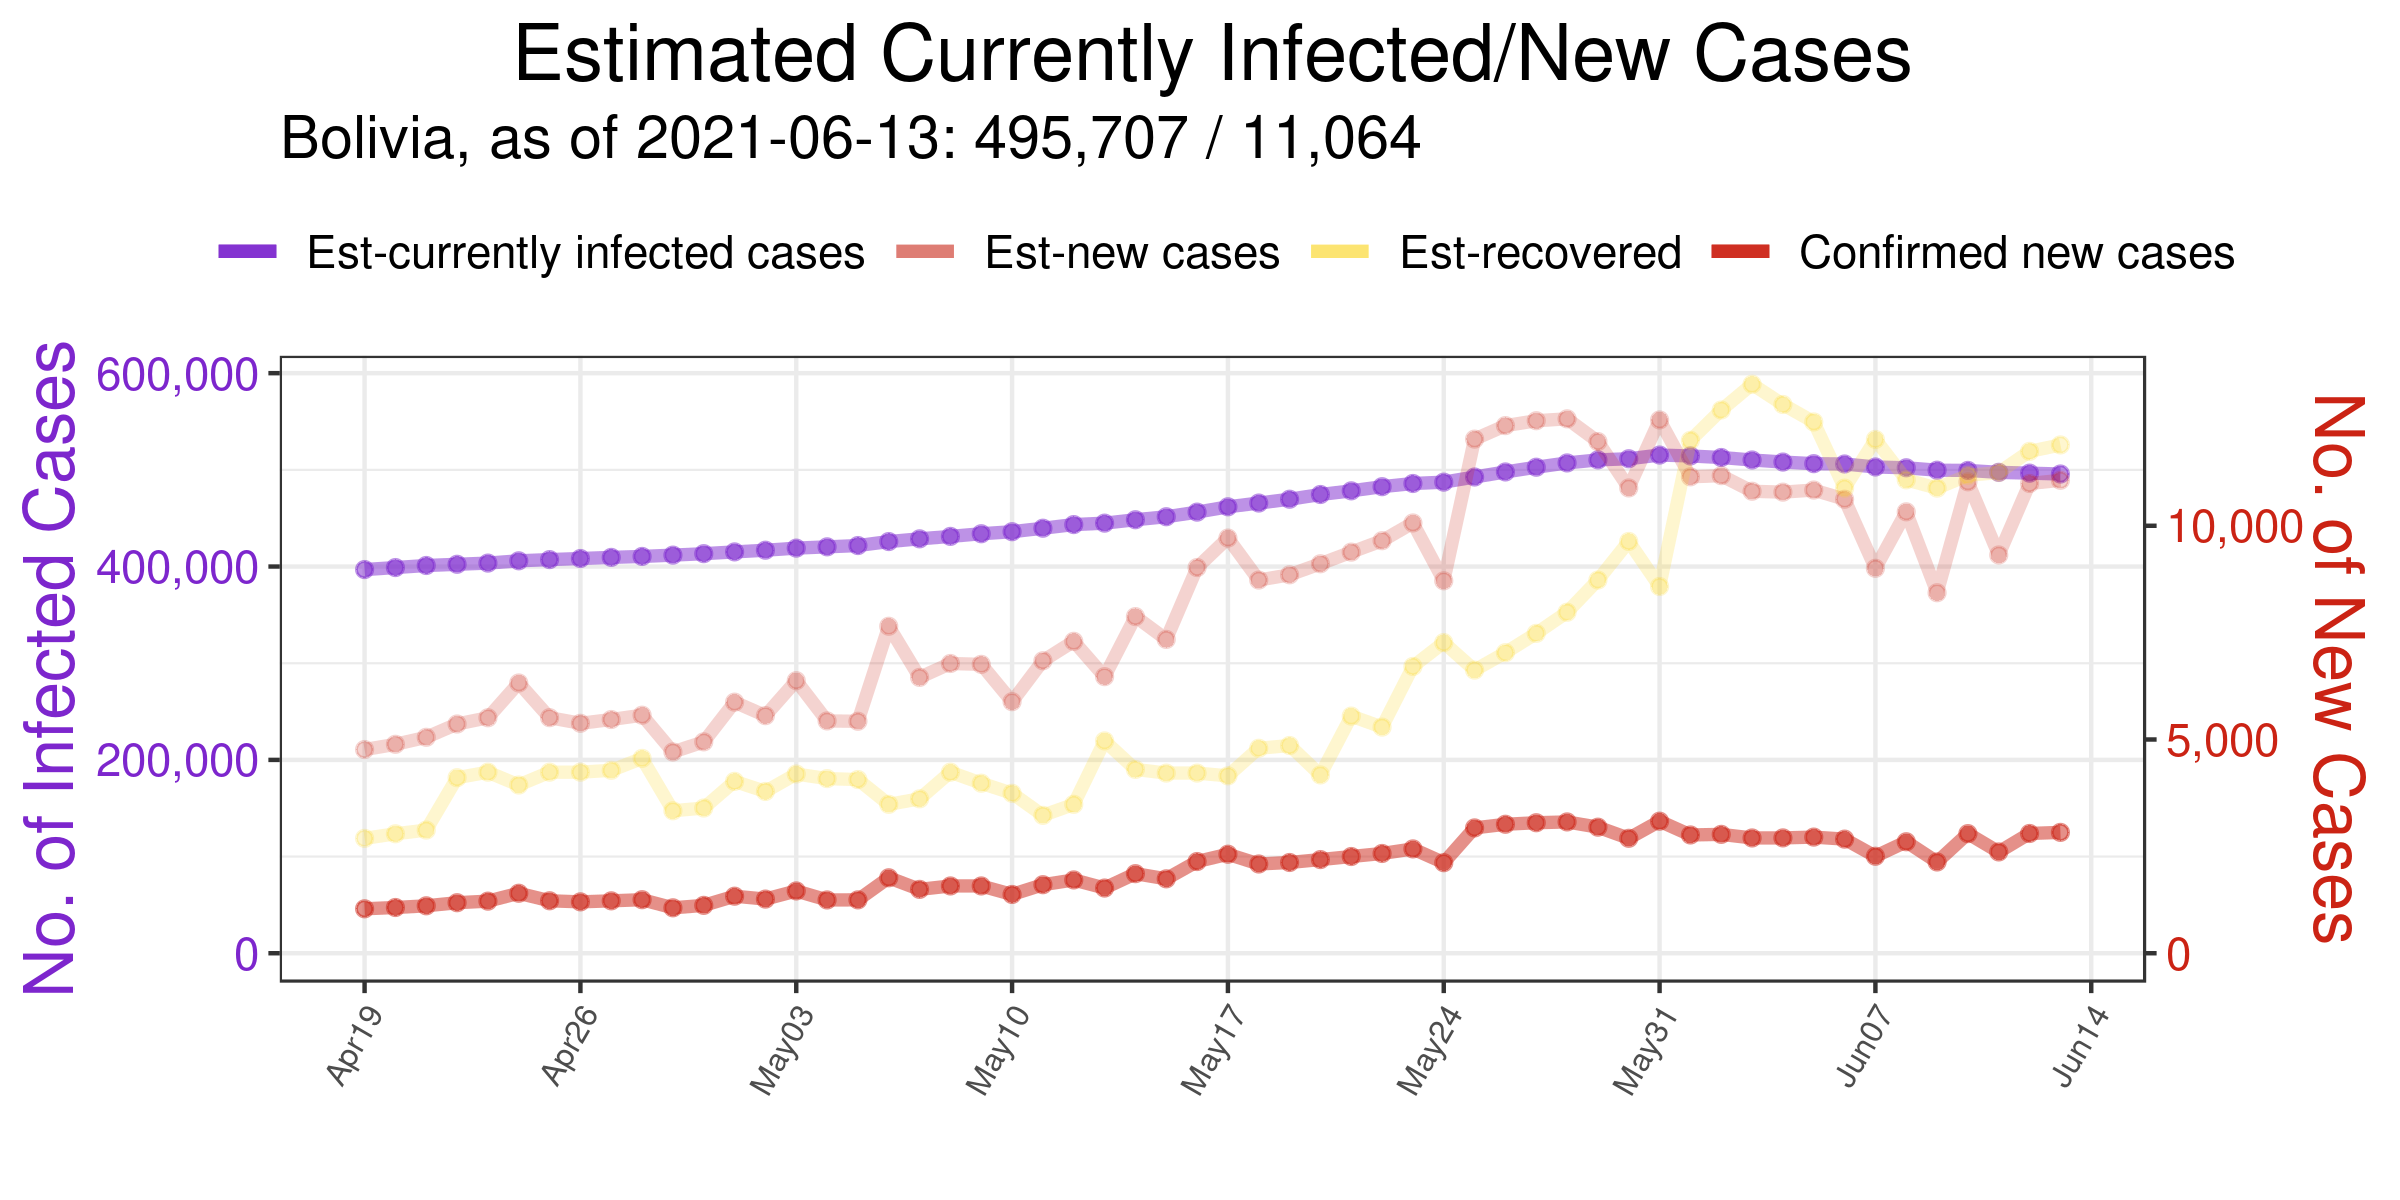 Estimated Currently Infected/New Cases
Bolivia, as of 2021-06-13: 495,707 / 11,064
Est-currently infected cases Est-new cases Est-recovered Confirmed new cases
No. of Infected Cases
600,000
400,000
200,000
0
10,000
5,000
0
No. of New Cases
Apr19 Apr26 May03 May10 May17 May24 May31 Jun07 Jun14